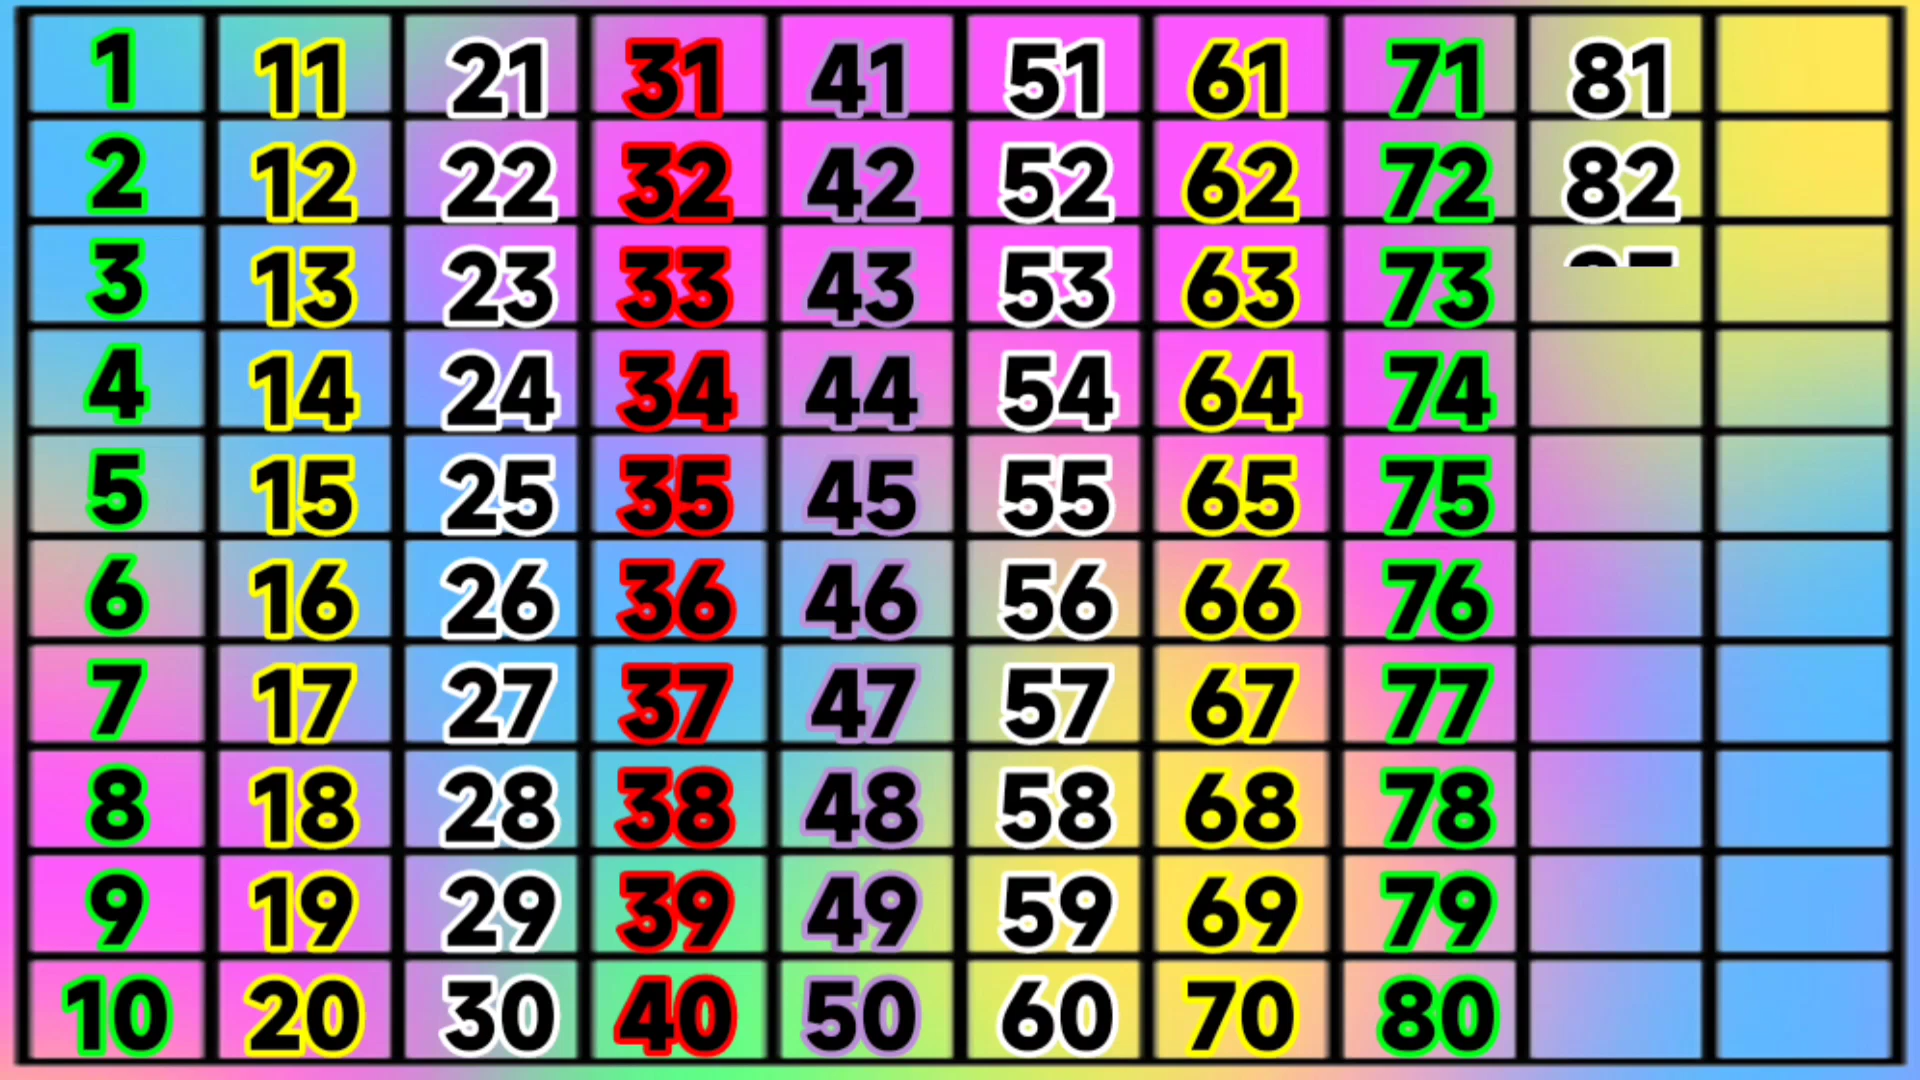 1 11 21 31 41 51 61 71 81
2 12 22 32 42 52 62 72 82
3 13 23 33 43 53 63 73
4 14 24 34 44 54 64 74
5 15 25 35 45 55 65 75
6 16 26 36 46 56 66 76
7 17 27 37 47 57 67 77
8 18 28 38 48 58 68 78
9 19 29 39 49 59 69 79
10 20 30 40 50 60 70 80